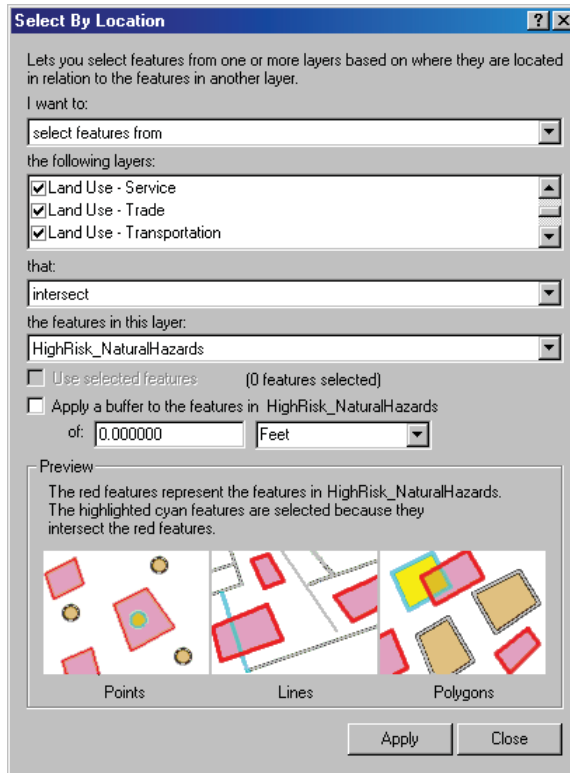 Select By Location
Lets you select features from one or more layers based on where they are located
in relation to the features in another layer.
I want to:
select features from
the following layers:
Land Use - Service
Land Use - Trade
Land Use - Transportation
that:
intersect
the features in this layer:
HighRisk_NaturalHazards
Use selected features (0 features selected)
Apply a buffer to the features in HighRisk_NaturalHazards
of: 0.000000 Feet
Preview
The red features represent the features in HighRisk_NaturalHazards.
The highlighted cyan features are selected because they
intersect the red features.
Points Lines Polygons
Apply Close